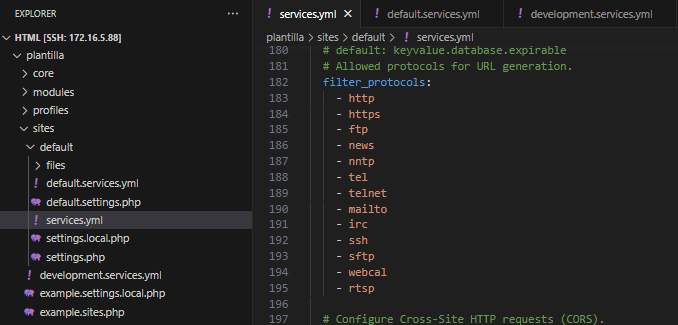 EXPLORER
HTML [SSH: 172.16.5.88]
plantilla
core
modules
profiles
sites
default
files
default.services.yml
default.settings.php
services.yml
settings.local.php
settings.php
development.services.yml
example.settings.local.php
example.sites.php
services.yml
default.services.yml
development.services.yml
plantilla > sites > default > ! services.yml
180 # default: keyvalue.database.expirable
181 # Allowed protocols for URL generation.
182 filter_protocols:
183 - http
184 - https
185 - ftp
186 - news
187 - nntp
188 - tel
189 - telnet
190 - mailto
191 - irc
192 - ssh
193 - sftp
194 - webcal
195 - rtsp
196
197 # Configure Cross-Site HTTP requests (CORS).